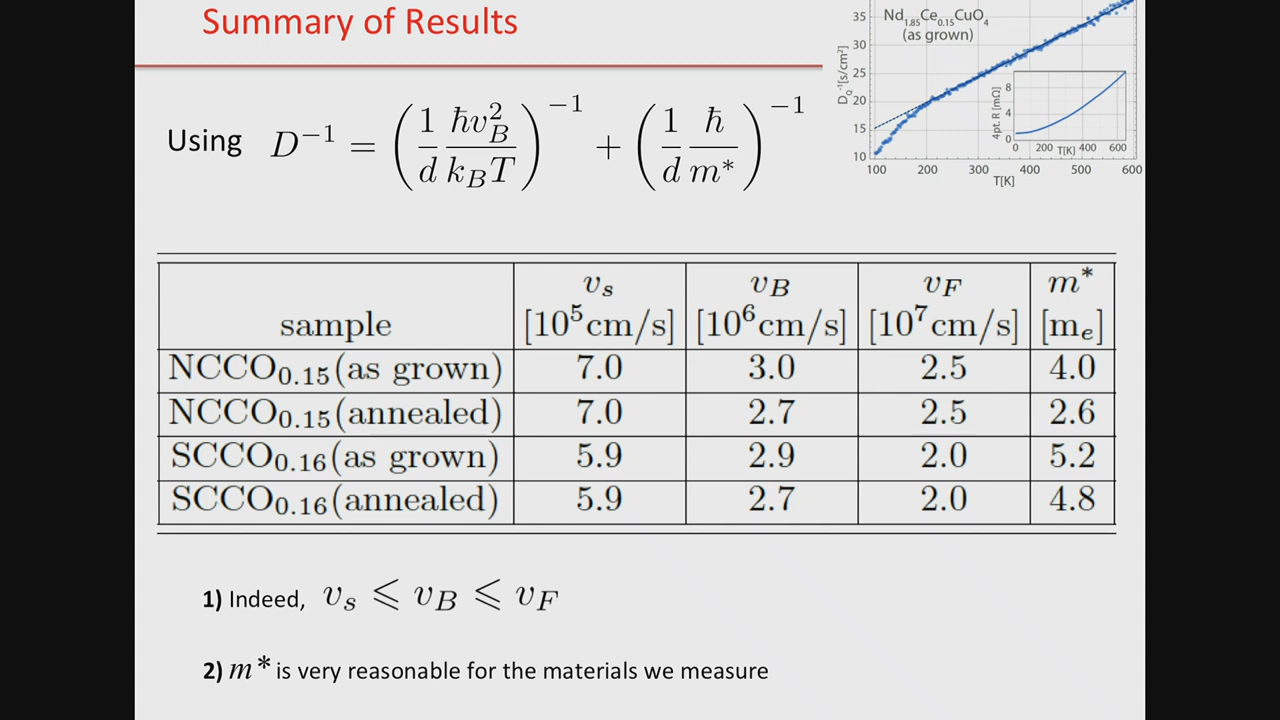 Summary of Results
Using D⁻¹ = (1/d ħv_B²/k_BT)⁻¹ + (1/d ħ/m*)⁻¹
Nd₁.₈₅Ce₀.₁₅CuO₄
(as grown)
D_Q⁻¹[s/cm²]
35
30
25
20
15
10
100 200 300 400 500 600
T[K]
4pt. R [mΩ]
8
4
0
0 200 400 600
T[K]
sample v_s [10⁵cm/s] v_B [10⁶cm/s] v_F [10⁷cm/s] m* [m_e]
NCCO₀.₁₅(as grown) 7.0 3.0 2.5 4.0
NCCO₀.₁₅(annealed) 7.0 2.7 2.5 2.6
SCCO₀.₁₆(as grown) 5.9 2.9 2.0 5.2
SCCO₀.₁₆(annealed) 5.9 2.7 2.0 4.8
1) Indeed, v_s ⩽ v_B ⩽ v_F
2) m* is very reasonable for the materials we measure